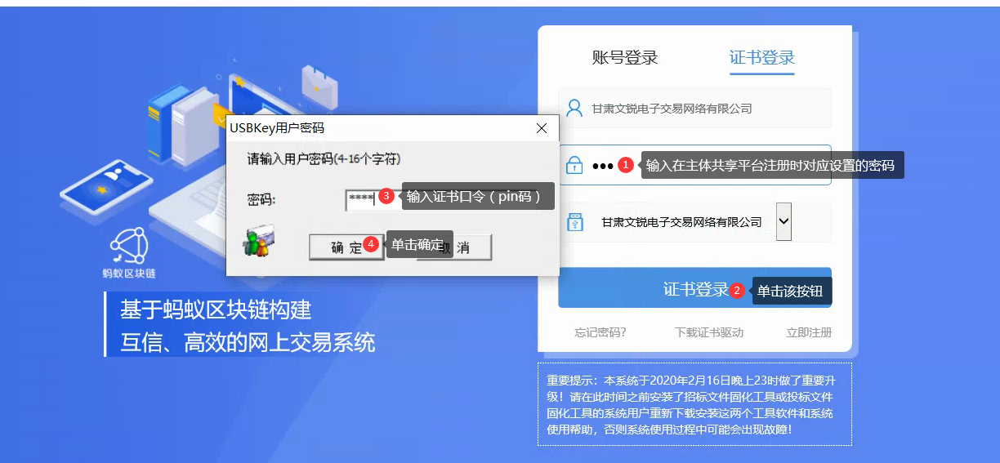 账号登录
证书登录
甘肃文锐电子交易网络有限公司
●●●
1
输入在主体共享平台注册时对应设置的密码
甘肃文锐电子交易网络有限公司
证书登录
2
单击该按钮
忘记密码?
下载证书驱动
立即注册
USBKey用户密码
请输入用户密码(4-16个字符)
密码:
****
3
输入证书口令（pin码）
确 定
4
单击确定
取 消
蚂蚁区块链
基于蚂蚁区块链构建
互信、高效的网上交易系统
重要提示：本系统于2020年2月16日晚上23时做了重要升
级！请在此时间之前安装了招标文件固化工具或投标文件
固化工具的系统用户重新下载安装这两个工具软件和系统
使用帮助，否则系统使用过程中可能会出现故障！